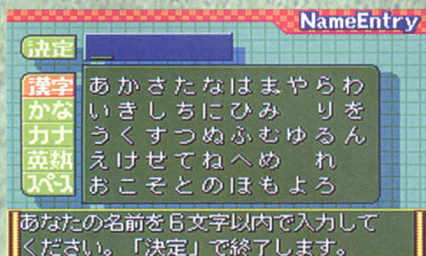 NameEntry
決定
漢字
かな
カナ
英数
スペース
あかさたなはまやらわ
いきしちにひみ りを
うくすつぬふむゆるん
えけせてねへめ れ
おこそとのほもよろ
あなたの名前を6文字以内で入力して
ください。「決定」で終了します。